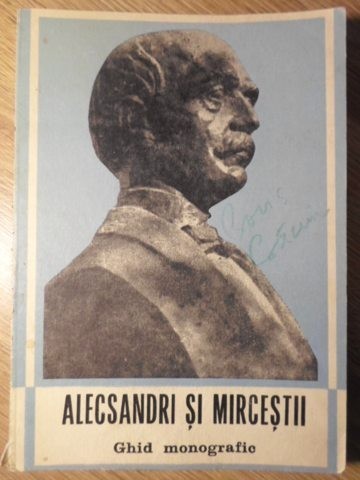 ALECSANDRI ȘI MIRCEȘTII
Ghid monografic